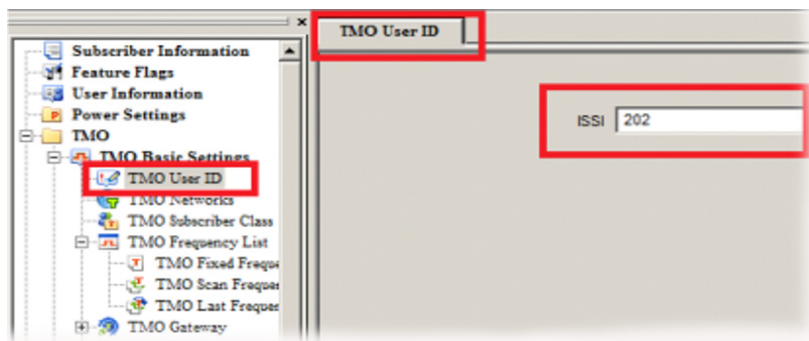 TMO User ID
Subscriber Information
Feature Flags
User Information
Power Settings
TMO
TMO Basic Settings
TMO User ID
TMO Networks
TMO Subscriber Class
TMO Frequency List
TMO Fixed Freque
TMO Scan Freque
TMO Last Frequen
TMO Gateway
ISSI 202